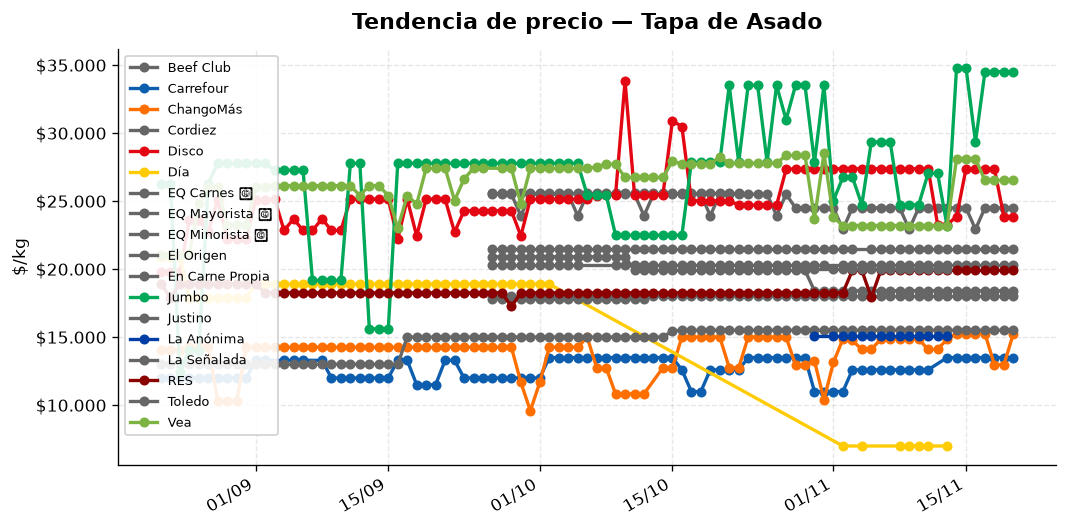 Tendencia de precio — Tapa de Asado
$/kg
$35.000
$30.000
$25.000
$20.000
$15.000
$10.000
Beef Club
Carrefour
ChangoMás
Cordiez
Disco
Día
EQ Carnes
EQ Mayorista
EQ Minorista
El Origen
En Carne Propia
Jumbo
Justino
La Anónima
La Señalada
RES
Toledo
Vea
01/09
15/09
01/10
15/10
01/11
15/11